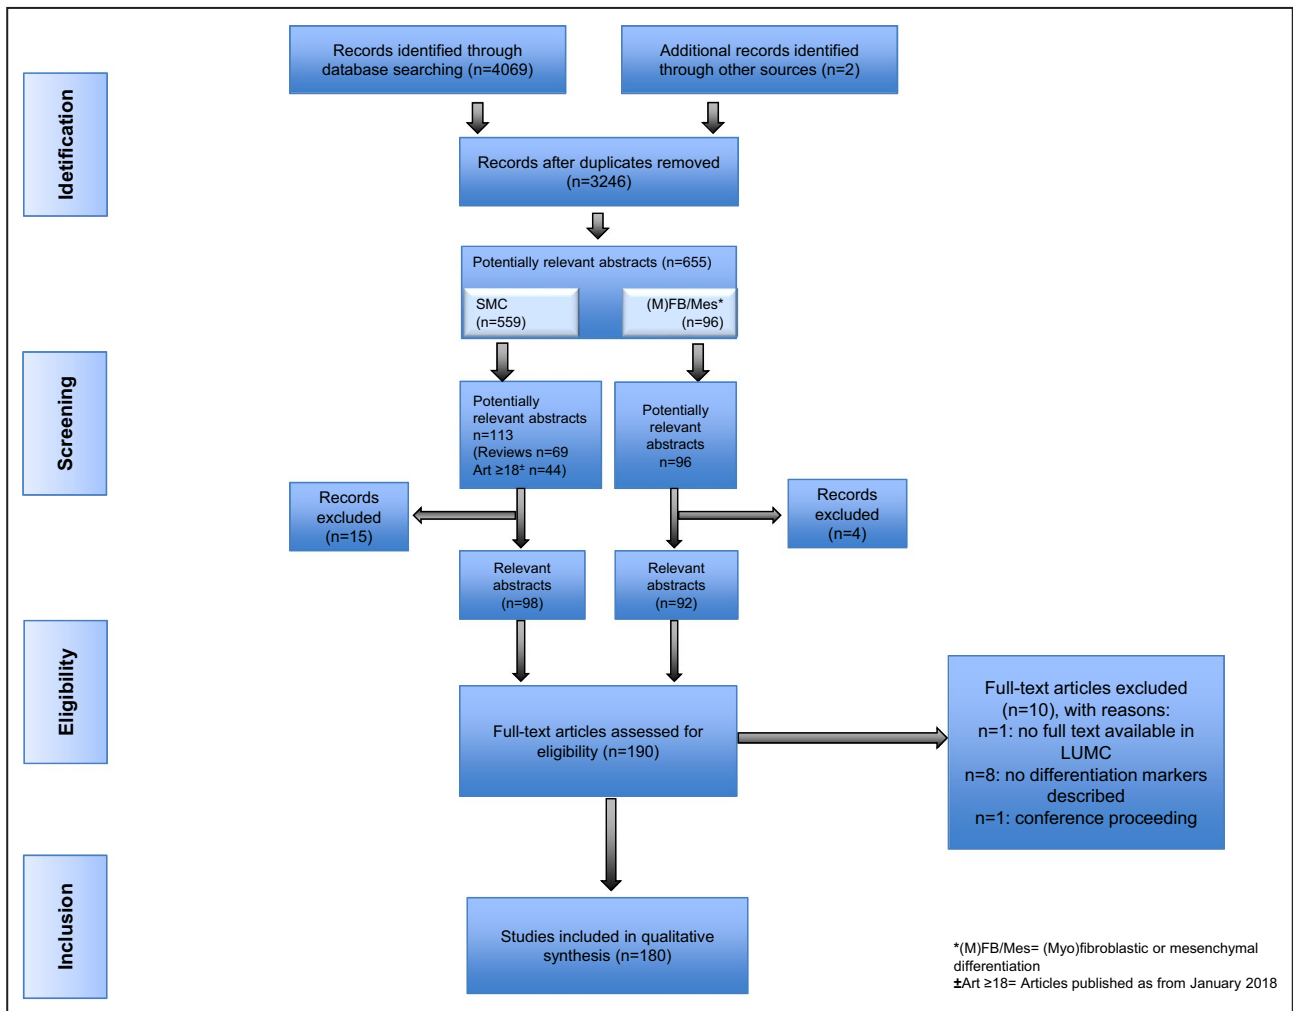 Records identified through
database searching (n=4069)
Additional records identified
through other sources (n=2)
Idetification
Records after duplicates removed
(n=3246)
Potentially relevant abstracts (n=655)
SMC
(n=559)
(M)FB/Mes*
(n=96)
Screening
Potentially
relevant abstracts
n=113
(Reviews n=69
Art ≥18± n=44)
Potentially
relevant
abstracts
n=96
Records
excluded
(n=15)
Records
excluded
(n=4)
Relevant
abstracts
(n=98)
Relevant
abstracts
(n=92)
Eligibility
Full-text articles assessed for
eligibility (n=190)
Full-text articles excluded
(n=10), with reasons:
n=1: no full text available in
LUMC
n=8: no differentiation markers
described
n=1: conference proceeding
Inclusion
Studies included in qualitative
synthesis (n=180)
*(M)FB/Mes= (Myo)fibroblastic or mesenchymal
differentiation
±Art ≥18= Articles published as from January 2018